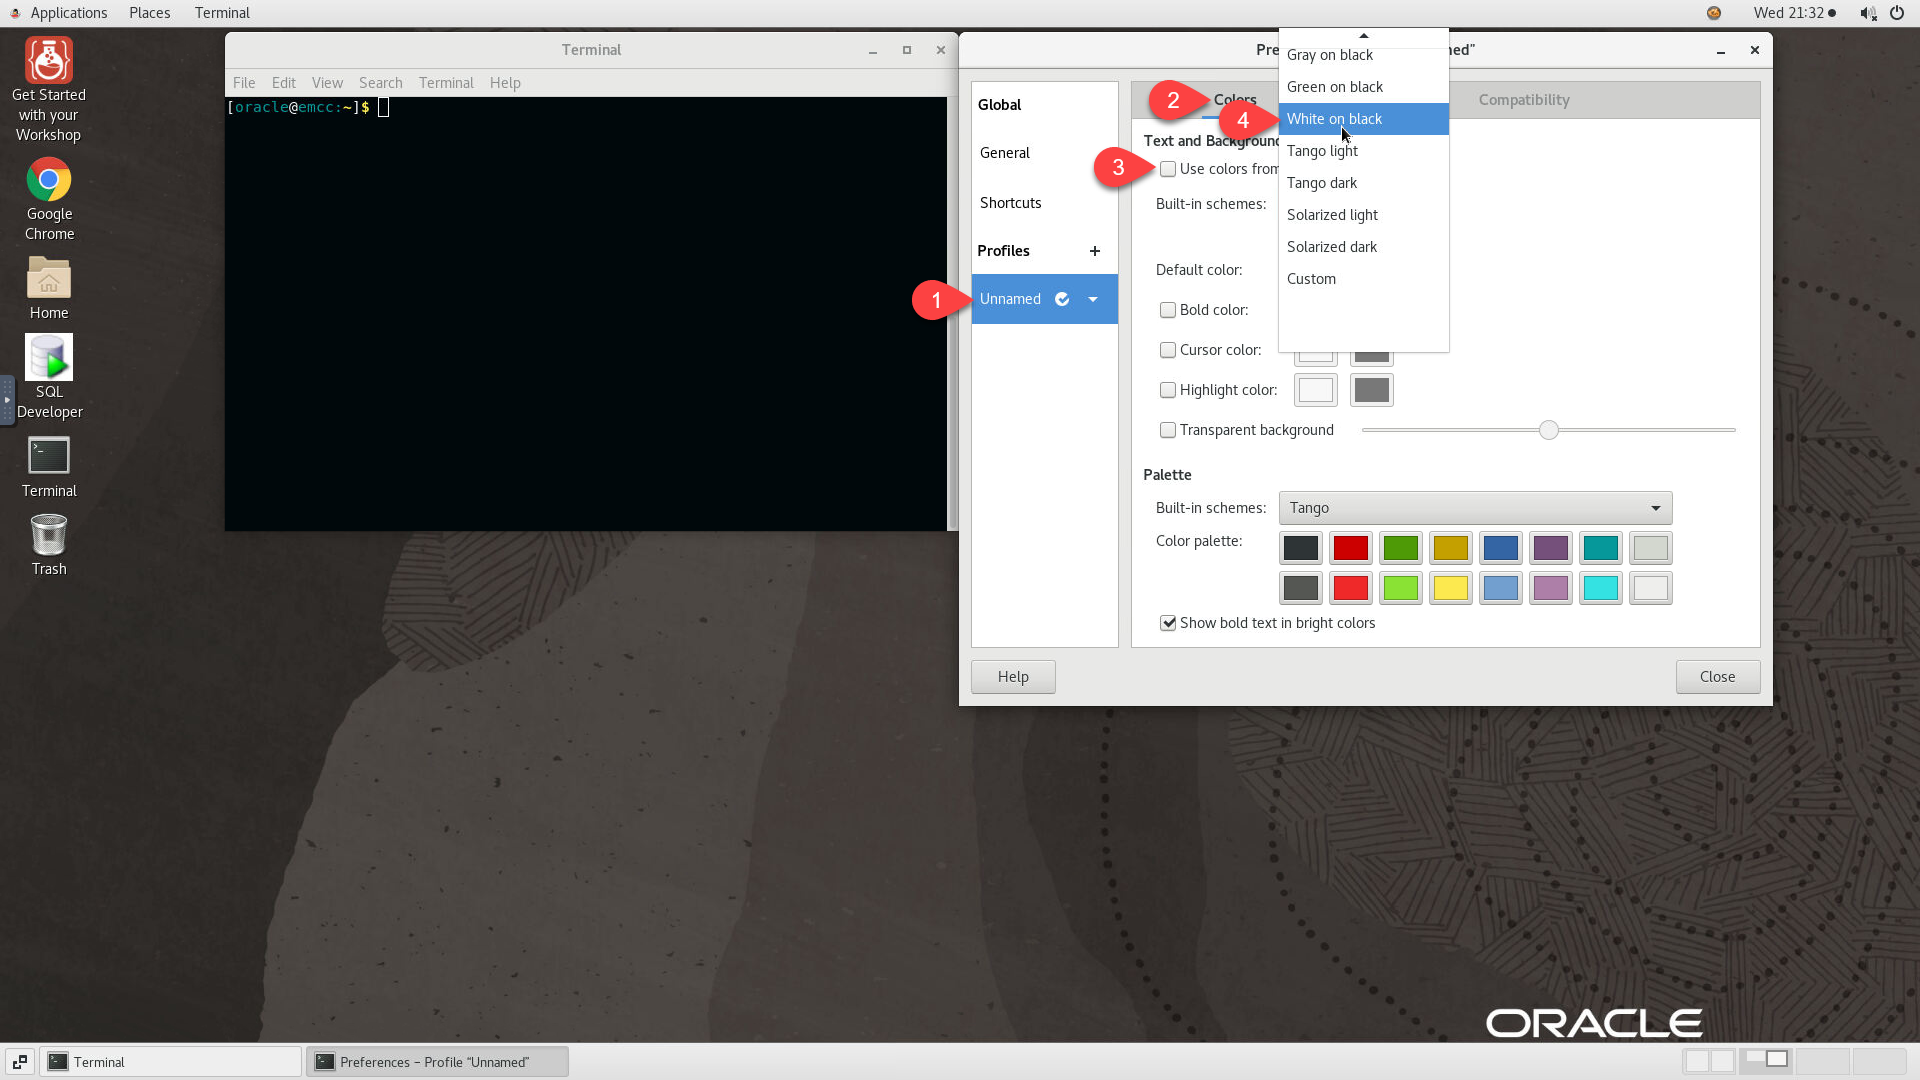 Applications Places Terminal
Wed 21:32
Get Started
with your
Workshop
Google
Chrome
Home
SQL
Developer
Terminal
Trash
Terminal
File Edit View Search Terminal Help
[oracle@emcc:~]$
Pre
ned”
Global
General
Shortcuts
Profiles +
1 Unnamed
2 Colors
Compatibility
Text and Background
3 Use colors from
Built-in schemes:
Gray on black
Green on black
4 White on black
Tango light
Tango dark
Solarized light
Solarized dark
Custom
Default color:
Bold color:
Cursor color:
Highlight color:
Transparent background
Palette
Built-in schemes: Tango
Color palette:
Show bold text in bright colors
Help Close
ORACLE
Terminal
Preferences – Profile “Unnamed”